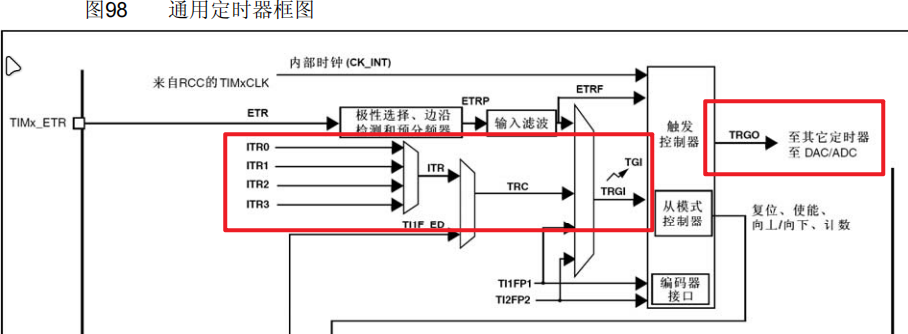 图98 通用定时器框图
内部时钟 (CK_INT)
来自RCC的 TIMxCLK
TIMx_ETR
ETR
极性选择、边沿
检测和预分频器
ETRP
输入滤波
ETRF
触发
控制器
TRGO
至其它定时器
至 DAC/ADC
ITR0
ITR1
ITR2
ITR3
ITR
TI1F_ED
TRC
TGI
TRGI
从模式
控制器
复位、使能、
向上/向下、计数
TI1FP1
TI2FP2
编码器
接口